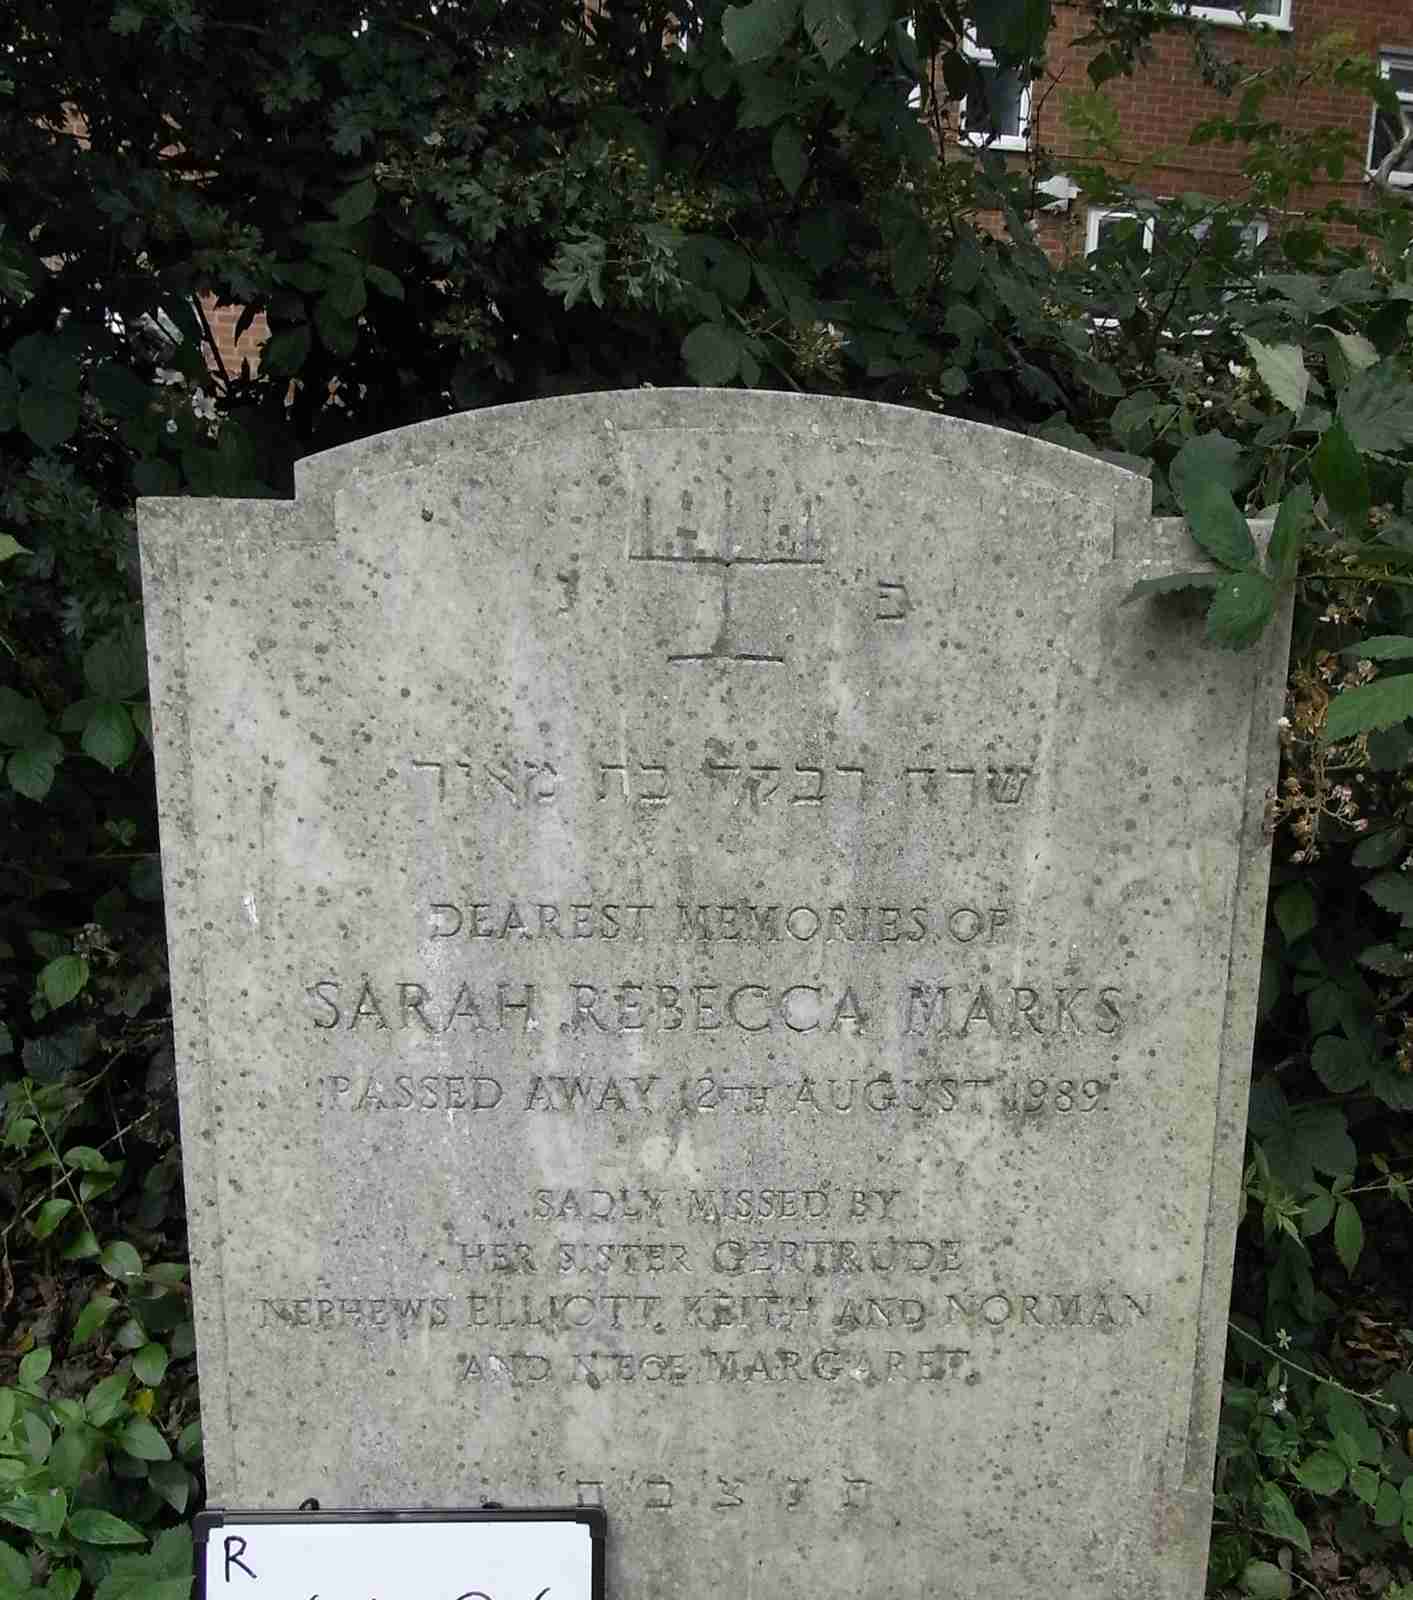 פ נ
שרה רבקה בת מאיר
DEAREST MEMORIES OF
SARAH REBECCA MARKS
PASSED AWAY 12TH AUGUST 1989.
SADLY MISSED BY
HER SISTER GERTRUDE
NEPHEWS ELLIOTT, KEITH AND NORMAN
AND NIECE MARGARET.
ת נ צ ב ה
R